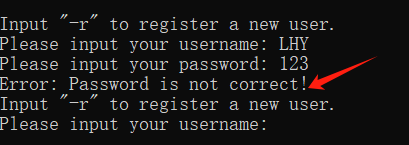 Input "-r" to register a new user.
Please input your username: LHY
Please input your password: 123
Error: Password is not correct!
Input "-r" to register a new user.
Please input your username: